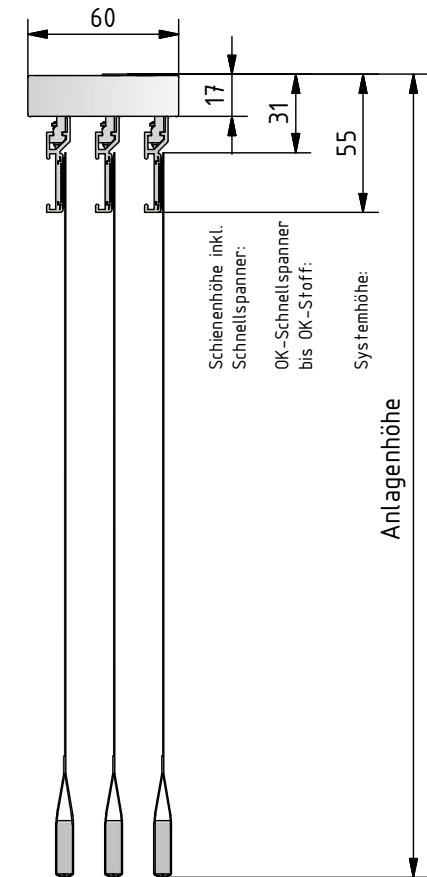 60
17
31
55
Schienenhöhe inkl.
Schnellspanner:
OK-Schnellspanner
bis OK-Stoff:
Systemhöhe:
Anlagenhöhe